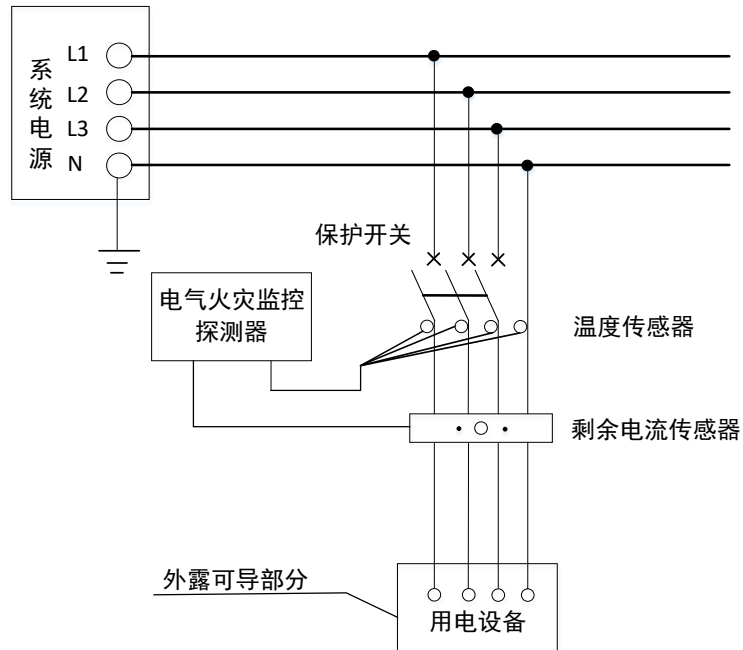 系统电源
L1
L2
L3
N
保护开关
电气火灾监控
探测器
温度传感器
剩余电流传感器
外露可导部分
用电设备